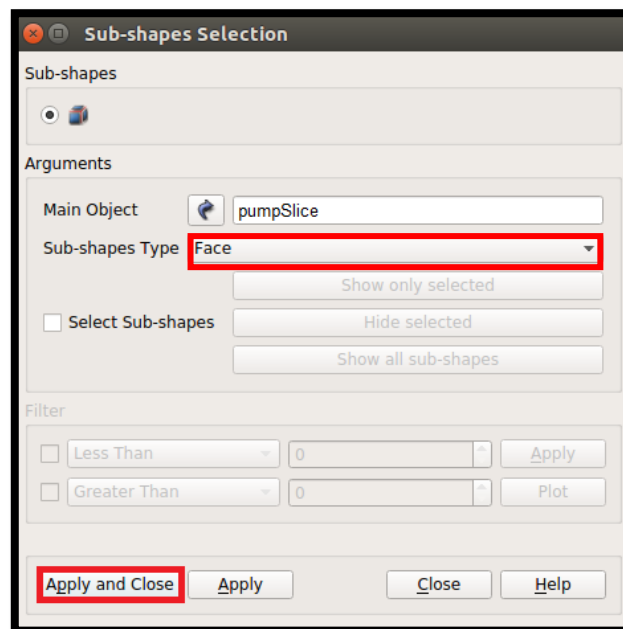 Sub-shapes Selection
Sub-shapes
Arguments
Main Object pumpSlice
Sub-shapes Type Face
Show only selected
Select Sub-shapes Hide selected
Show all sub-shapes
Filter
Less Than 0 Apply
Greater Than 0 Plot
Apply and Close Apply Close Help